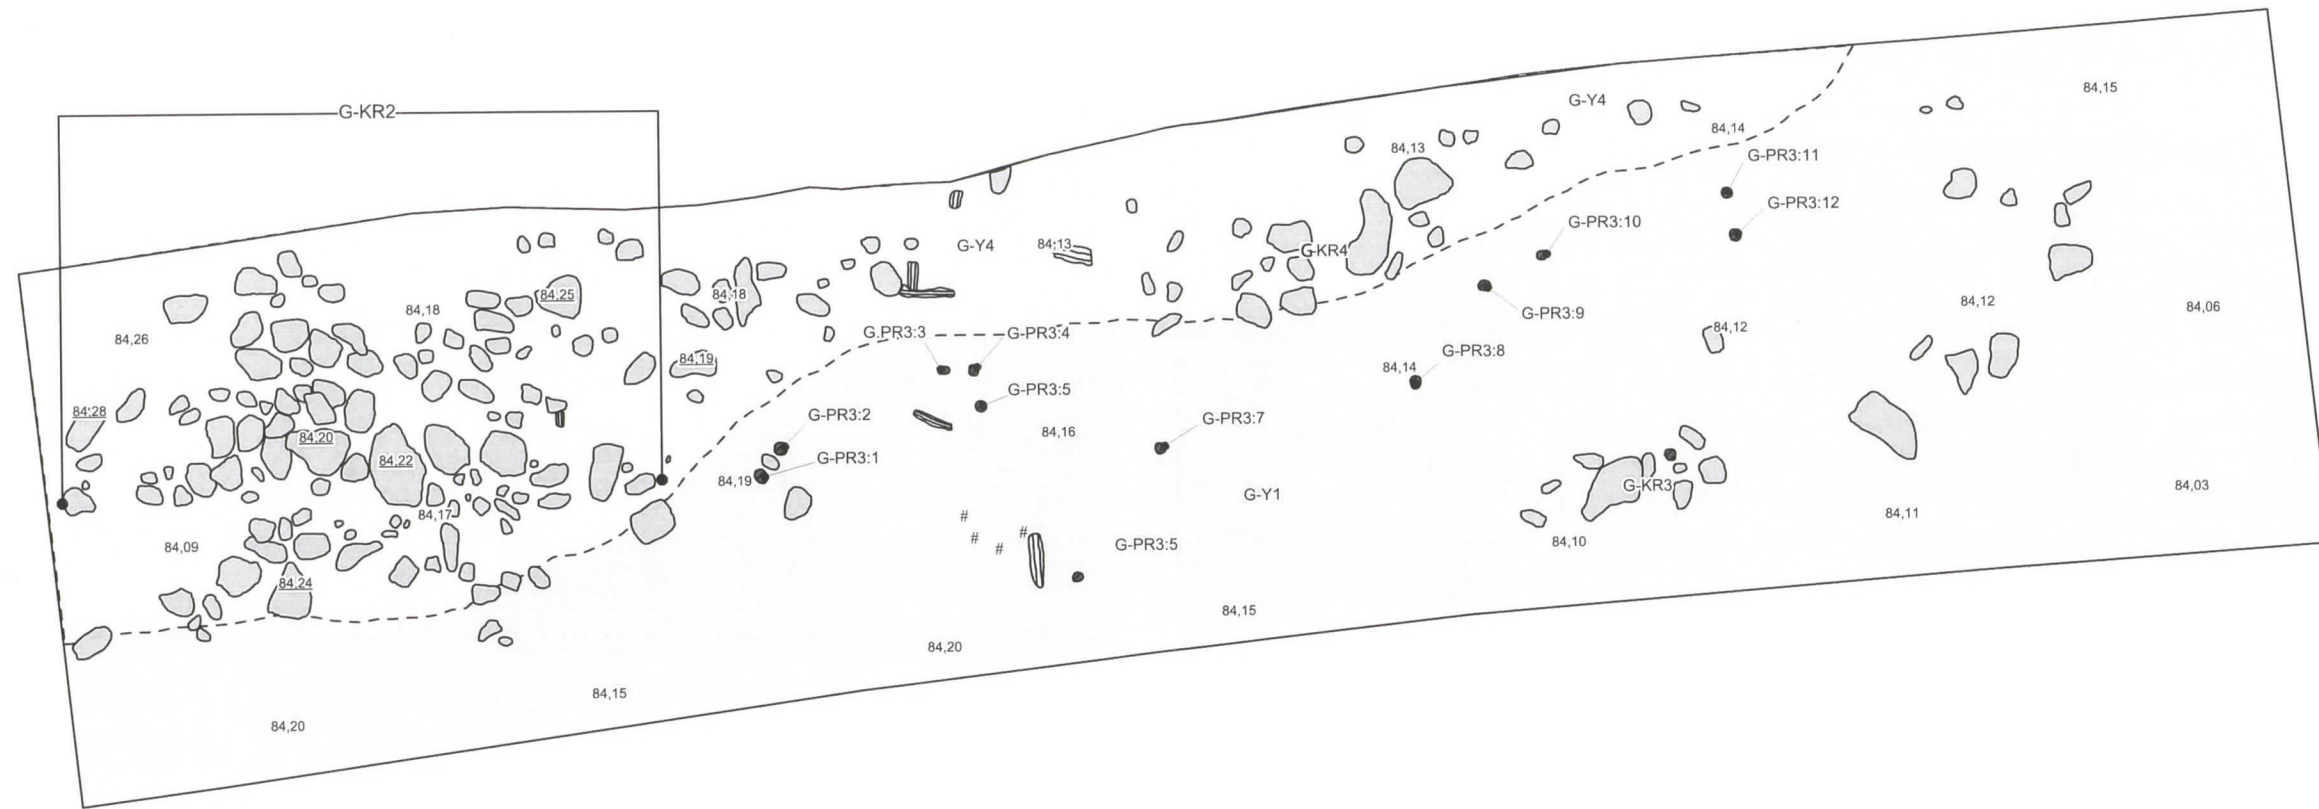 84,15
G-Y4
G-KR2
84,14
84,13
G-PR3:11
G-PR3:12
G-PR3:10
G-Y4
84,13
G-KR4
84,25
84,18
84,18
84,12
84,06
G-PR3:9
84,12
84,26
G.PR3:3
G-PR3:4
G-PR3:8
84,19
84,14
G-PR3:5
84,28
G-PR3:2
G-PR3:7
84,16
84,20
84,22
G-PR3:1
84,19
G-KR3
84,03
G-Y1
84,17
84,11
#
#
#
#
84,09
G-PR3:5
84,10
84,24
84,15
84,20
84,15
84,20